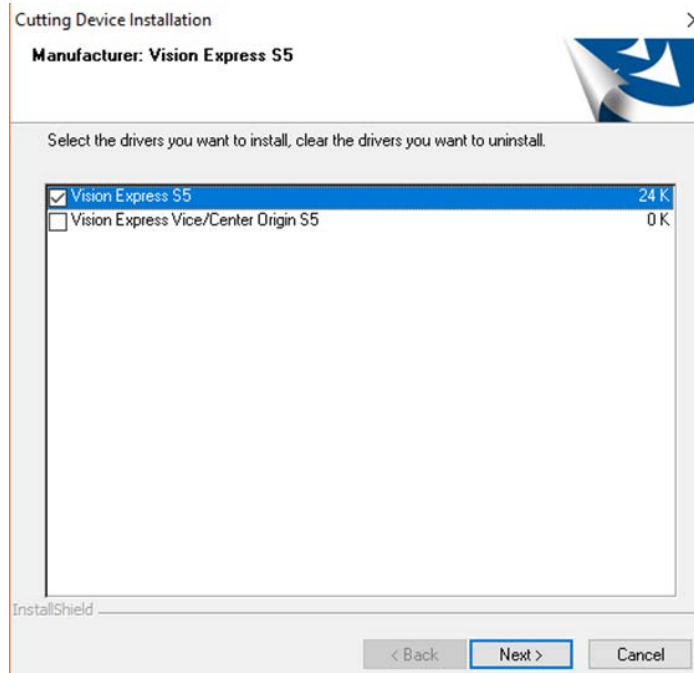 Cutting Device Installation
Manufacturer: Vision Express S5
Select the drivers you want to install, clear the drivers you want to uninstall.
Vision Express S5 24 K
Vision Express Vice/Center Origin S5 0 K
InstallShield
< Back Next > Cancel